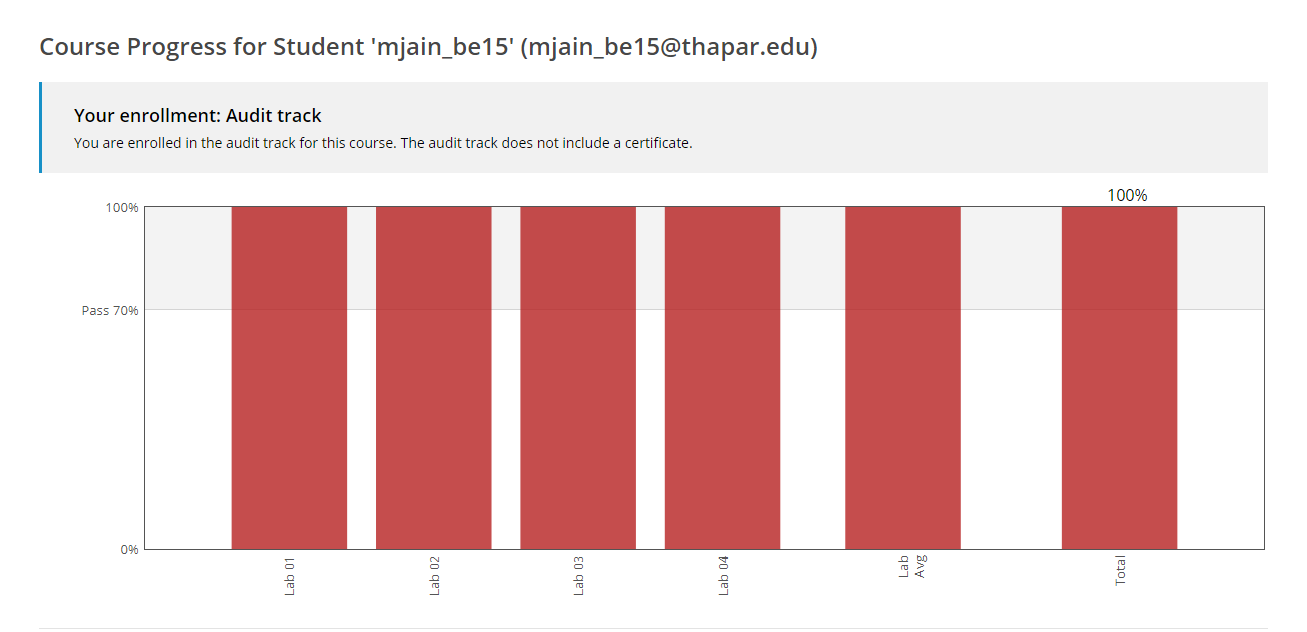 Course Progress for Student 'mjain_be15' (mjain_be15@thapar.edu)
Your enrollment: Audit track
You are enrolled in the audit track for this course. The audit track does not include a certificate.
100%
100%
Pass 70%
0%
Lab 01
Lab 02
Lab 03
Lab 04
Lab
Avg
Total